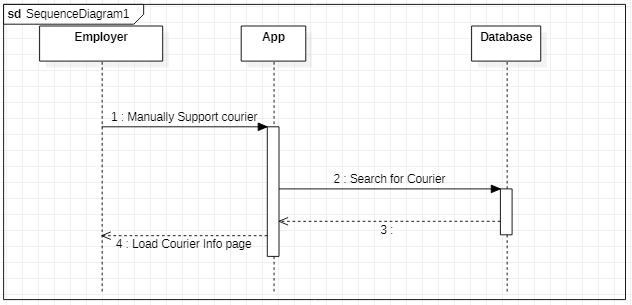 sd SequenceDiagram1
Employer
App
Database
1 : Manually Support courier
2 : Search for Courier
3 :
4 : Load Courier Info page